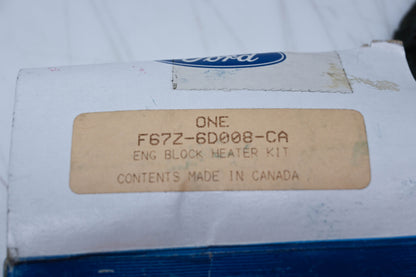 Ford
ONE
F67Z-6D008-CA
ENG BLOCK HEATER KIT
CONTENTS MADE IN CANADA